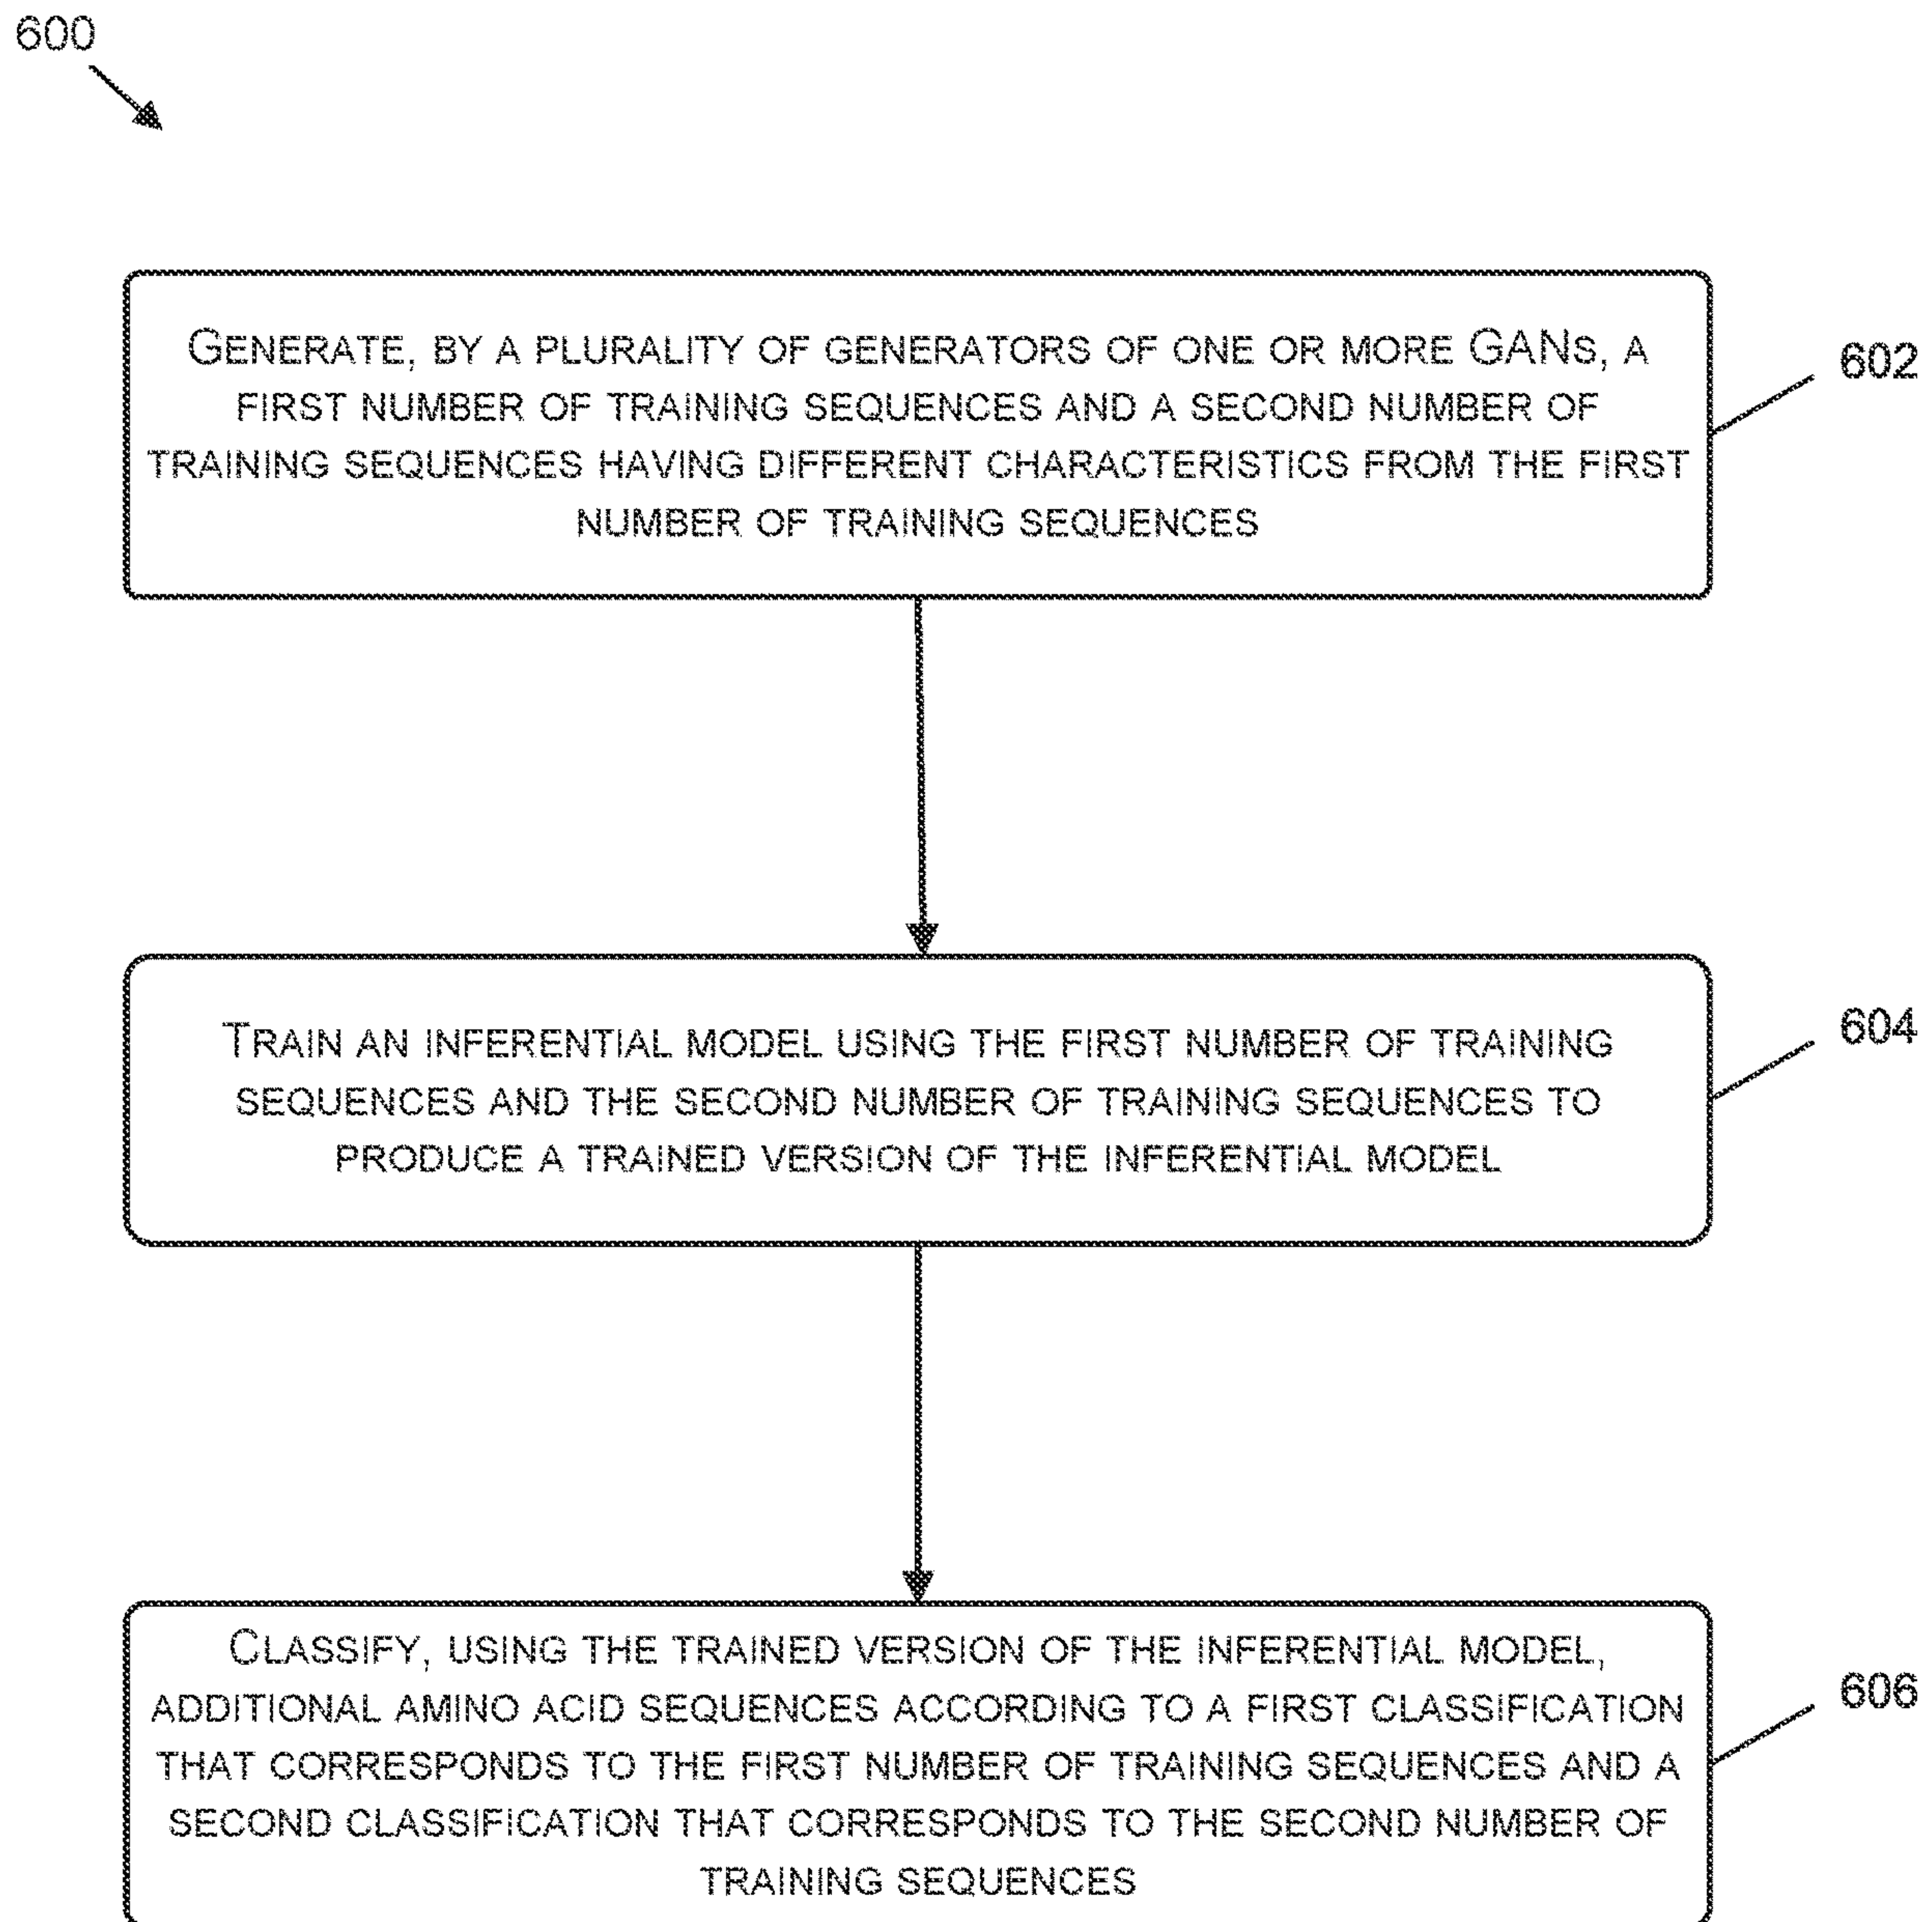 600
GENERATE, BY A PLURALITY OF GENERATORS OF ONE OR MORE GANS, A
FIRST NUMBER OF TRAINING SEQUENCES AND A SECOND NUMBER OF
TRAINING SEQUENCES HAVING DIFFERENT CHARACTERISTICS FROM THE FIRST
NUMBER OF TRAINING SEQUENCES
602
TRAIN AN INFERENTIAL MODEL USING THE FIRST NUMBER OF TRAINING
SEQUENCES AND THE SECOND NUMBER OF TRAINING SEQUENCES TO
PRODUCE A TRAINED VERSION OF THE INFERENTIAL MODEL
604
CLASSIFY, USING THE TRAINED VERSION OF THE INFERENTIAL MODEL,
ADDITIONAL AMINO ACID SEQUENCES ACCORDING TO A FIRST CLASSIFICATION
THAT CORRESPONDS TO THE FIRST NUMBER OF TRAINING SEQUENCES AND A
SECOND CLASSIFICATION THAT CORRESPONDS TO THE SECOND NUMBER OF
TRAINING SEQUENCES
606